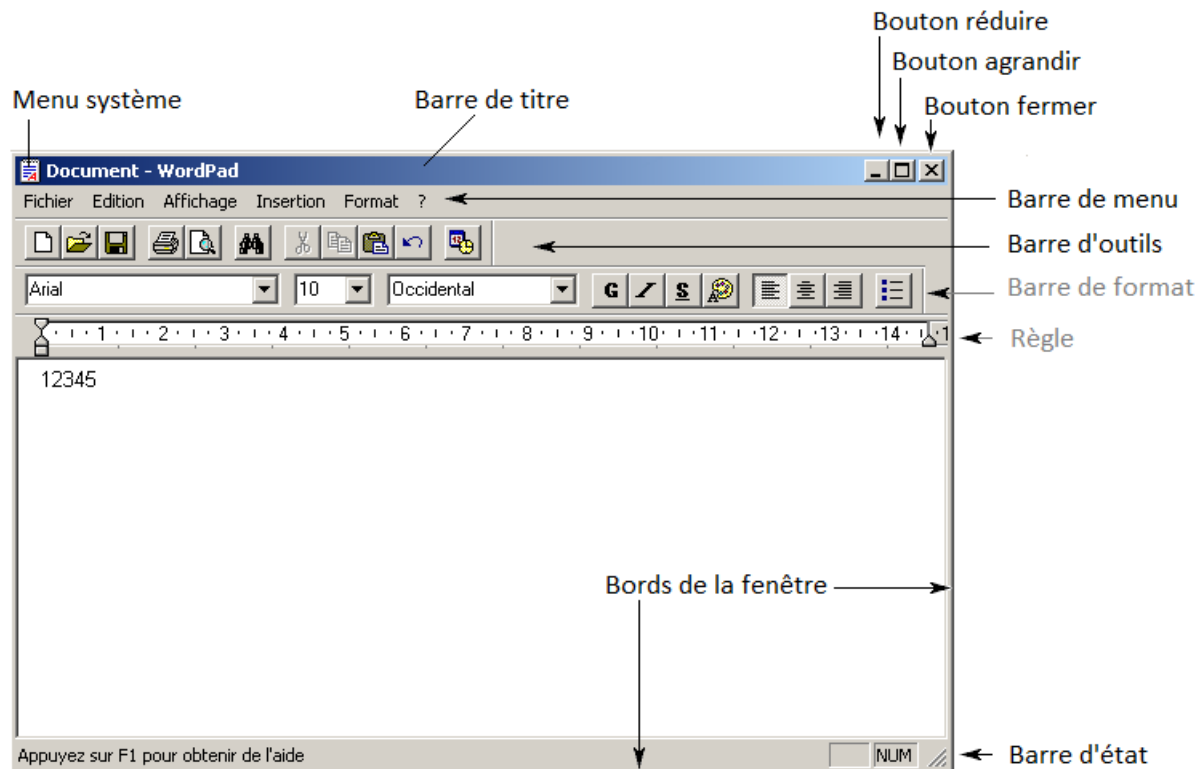 Bouton réduire
Bouton agrandir
Menu système
Barre de titre
Bouton fermer
Document - WordPad
Fichier Edition Affichage Insertion Format ?
Barre de menu
Barre d'outils
Arial 10 Occidental G I S
Barre de format
1 2 3 4 5 6 7 8 9 10 11 12 13 14 1
Règle
12345
Bords de la fenêtre
Appuyez sur F1 pour obtenir de l'aide NUM
Barre d'état